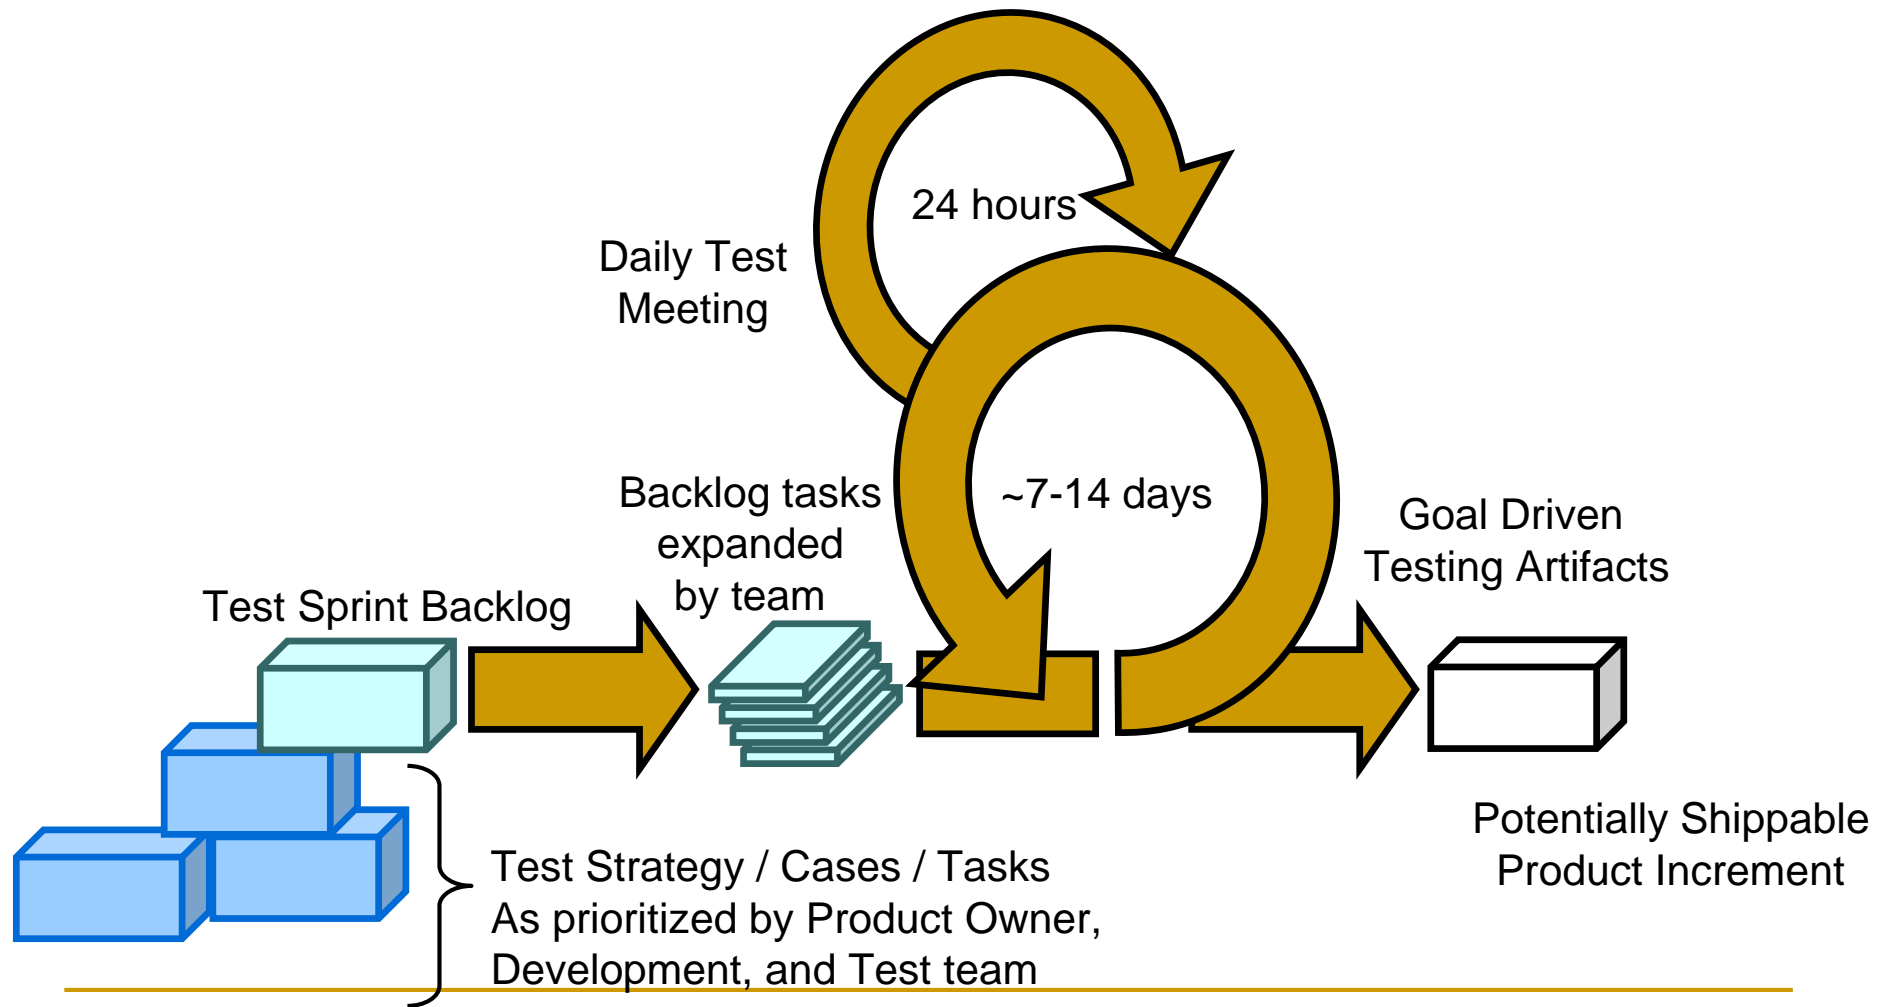 24 hours
Daily Test
Meeting
Backlog tasks
expanded
by team
~7-14 days
Goal Driven
Testing Artifacts
Test Sprint Backlog
Potentially Shippable
Product Increment
Test Strategy / Cases / Tasks
As prioritized by Product Owner,
Development, and Test team